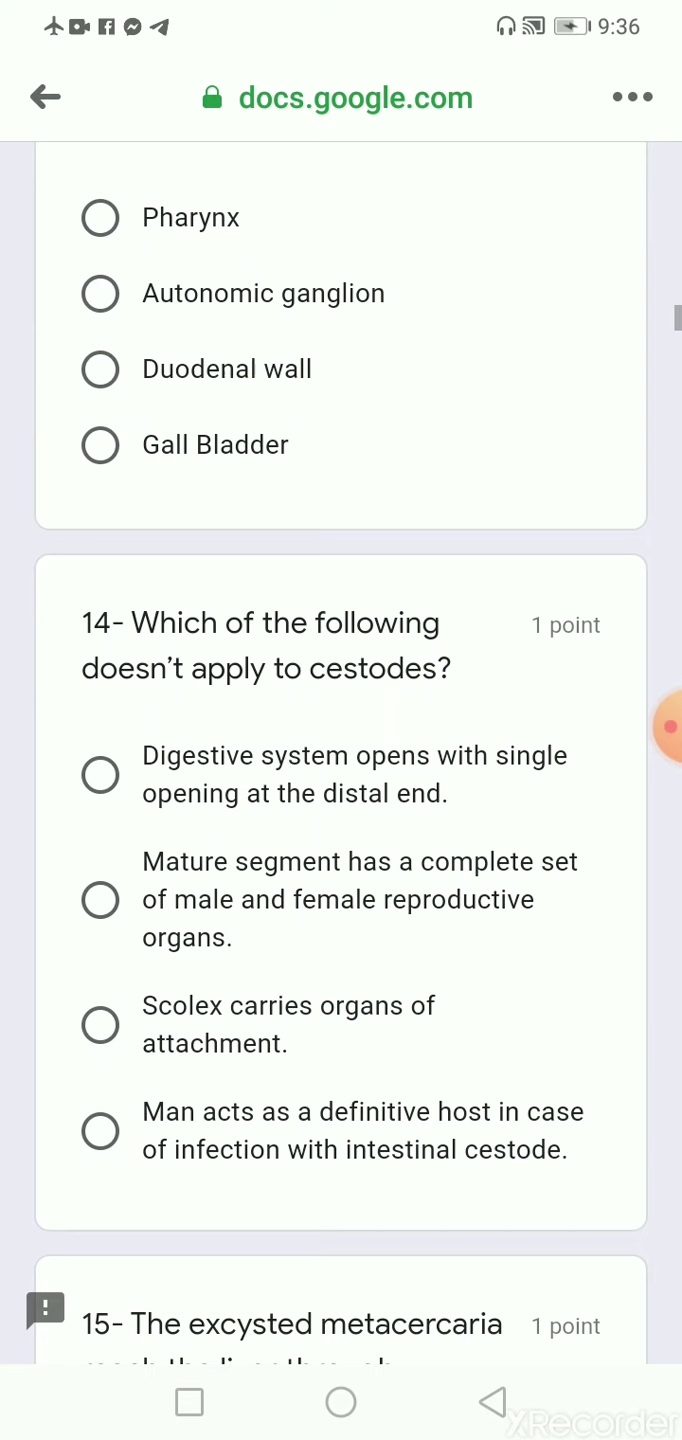 9:36
docs.google.com
Pharynx
Autonomic ganglion
Duodenal wall
Gall Bladder
14- Which of the following
1 point
doesn't apply to cestodes?
Digestive system opens with single
opening at the distal end.
Mature segment has a complete set
of male and female reproductive
organs.
Scolex carries organs of
attachment.
Man acts as a definitive host in case
of infection with intestinal cestode.
15- The excysted metacercaria
1 point
XRecorder